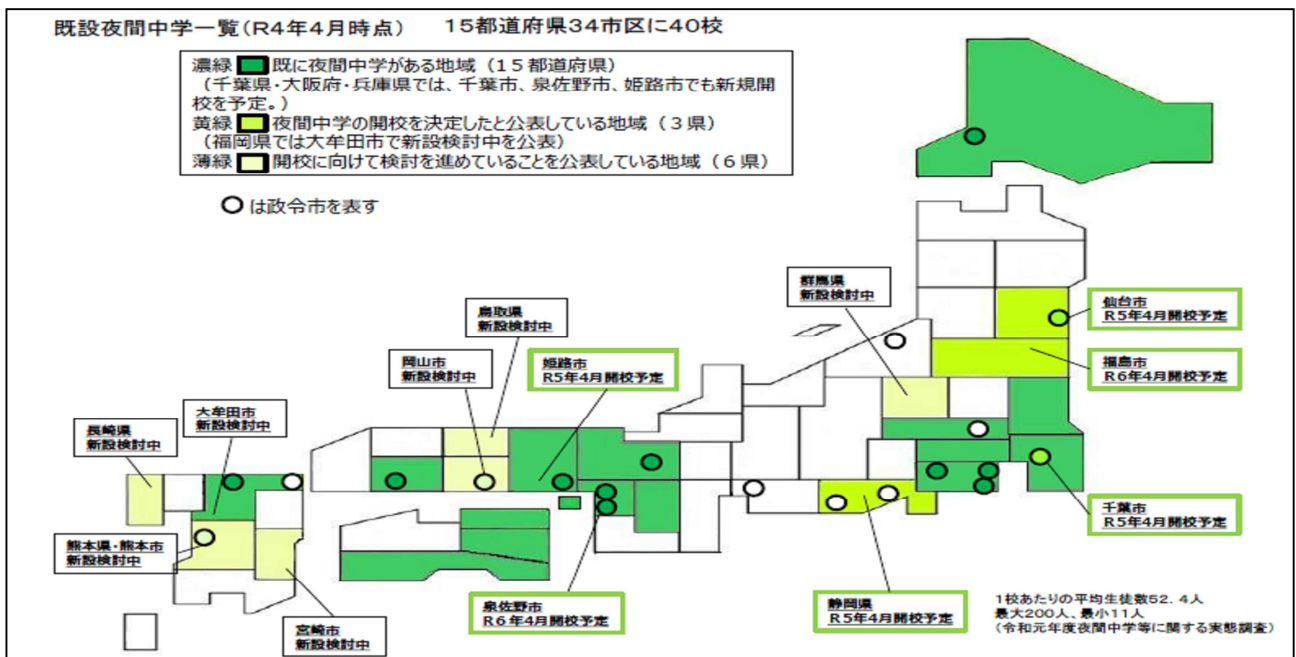 既設夜間中学一覧(R4年4月時点) 15都道府県34市区に40校
濃緑 既に夜間中学がある地域(15都道府県)
(千葉県・大阪府・兵庫県では、千葉市、泉佐野市、姫路市でも新規開
校を予定。)
黄緑 夜間中学の開校を決定したと公表している地域(3県)
(福岡県では大牟田市で新設検討中を公表)
薄緑 開校に向けて検討を進めていることを公表している地域(6県)
○は政令市を表す
群馬県
新設検討中
仙台市
R5年4月開校予定
鳥取県
新設検討中
岡山市
新設検討中
姫路市
R5年4月開校予定
福島市
R6年4月開校予定
大牟田市
新設検討中
長崎県
新設検討中
千葉市
R5年4月開校予定
熊本県・熊本市
新設検討中
泉佐野市
R6年4月開校予定
静岡県
R5年4月開校予定
宮崎市
新設検討中
1校あたりの平均生徒数52.4人
最大200人、最小11人
(令和元年度夜間中学等に関する実態調査)